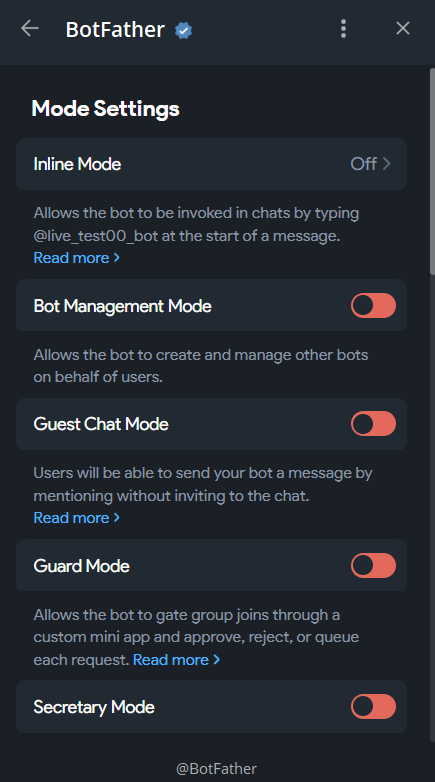 BotFather
Mode Settings
Inline Mode
Off
Allows the bot to be invoked in chats by typing
@live_test00_bot at the start of a message.
Read more
Bot Management Mode
Allows the bot to create and manage other bots
on behalf of users.
Guest Chat Mode
Users will be able to send your bot a message by
mentioning without inviting to the chat.
Read more
Guard Mode
Allows the bot to gate group joins through a
custom mini app and approve, reject, or queue
each request. Read more
Secretary Mode
@BotFather